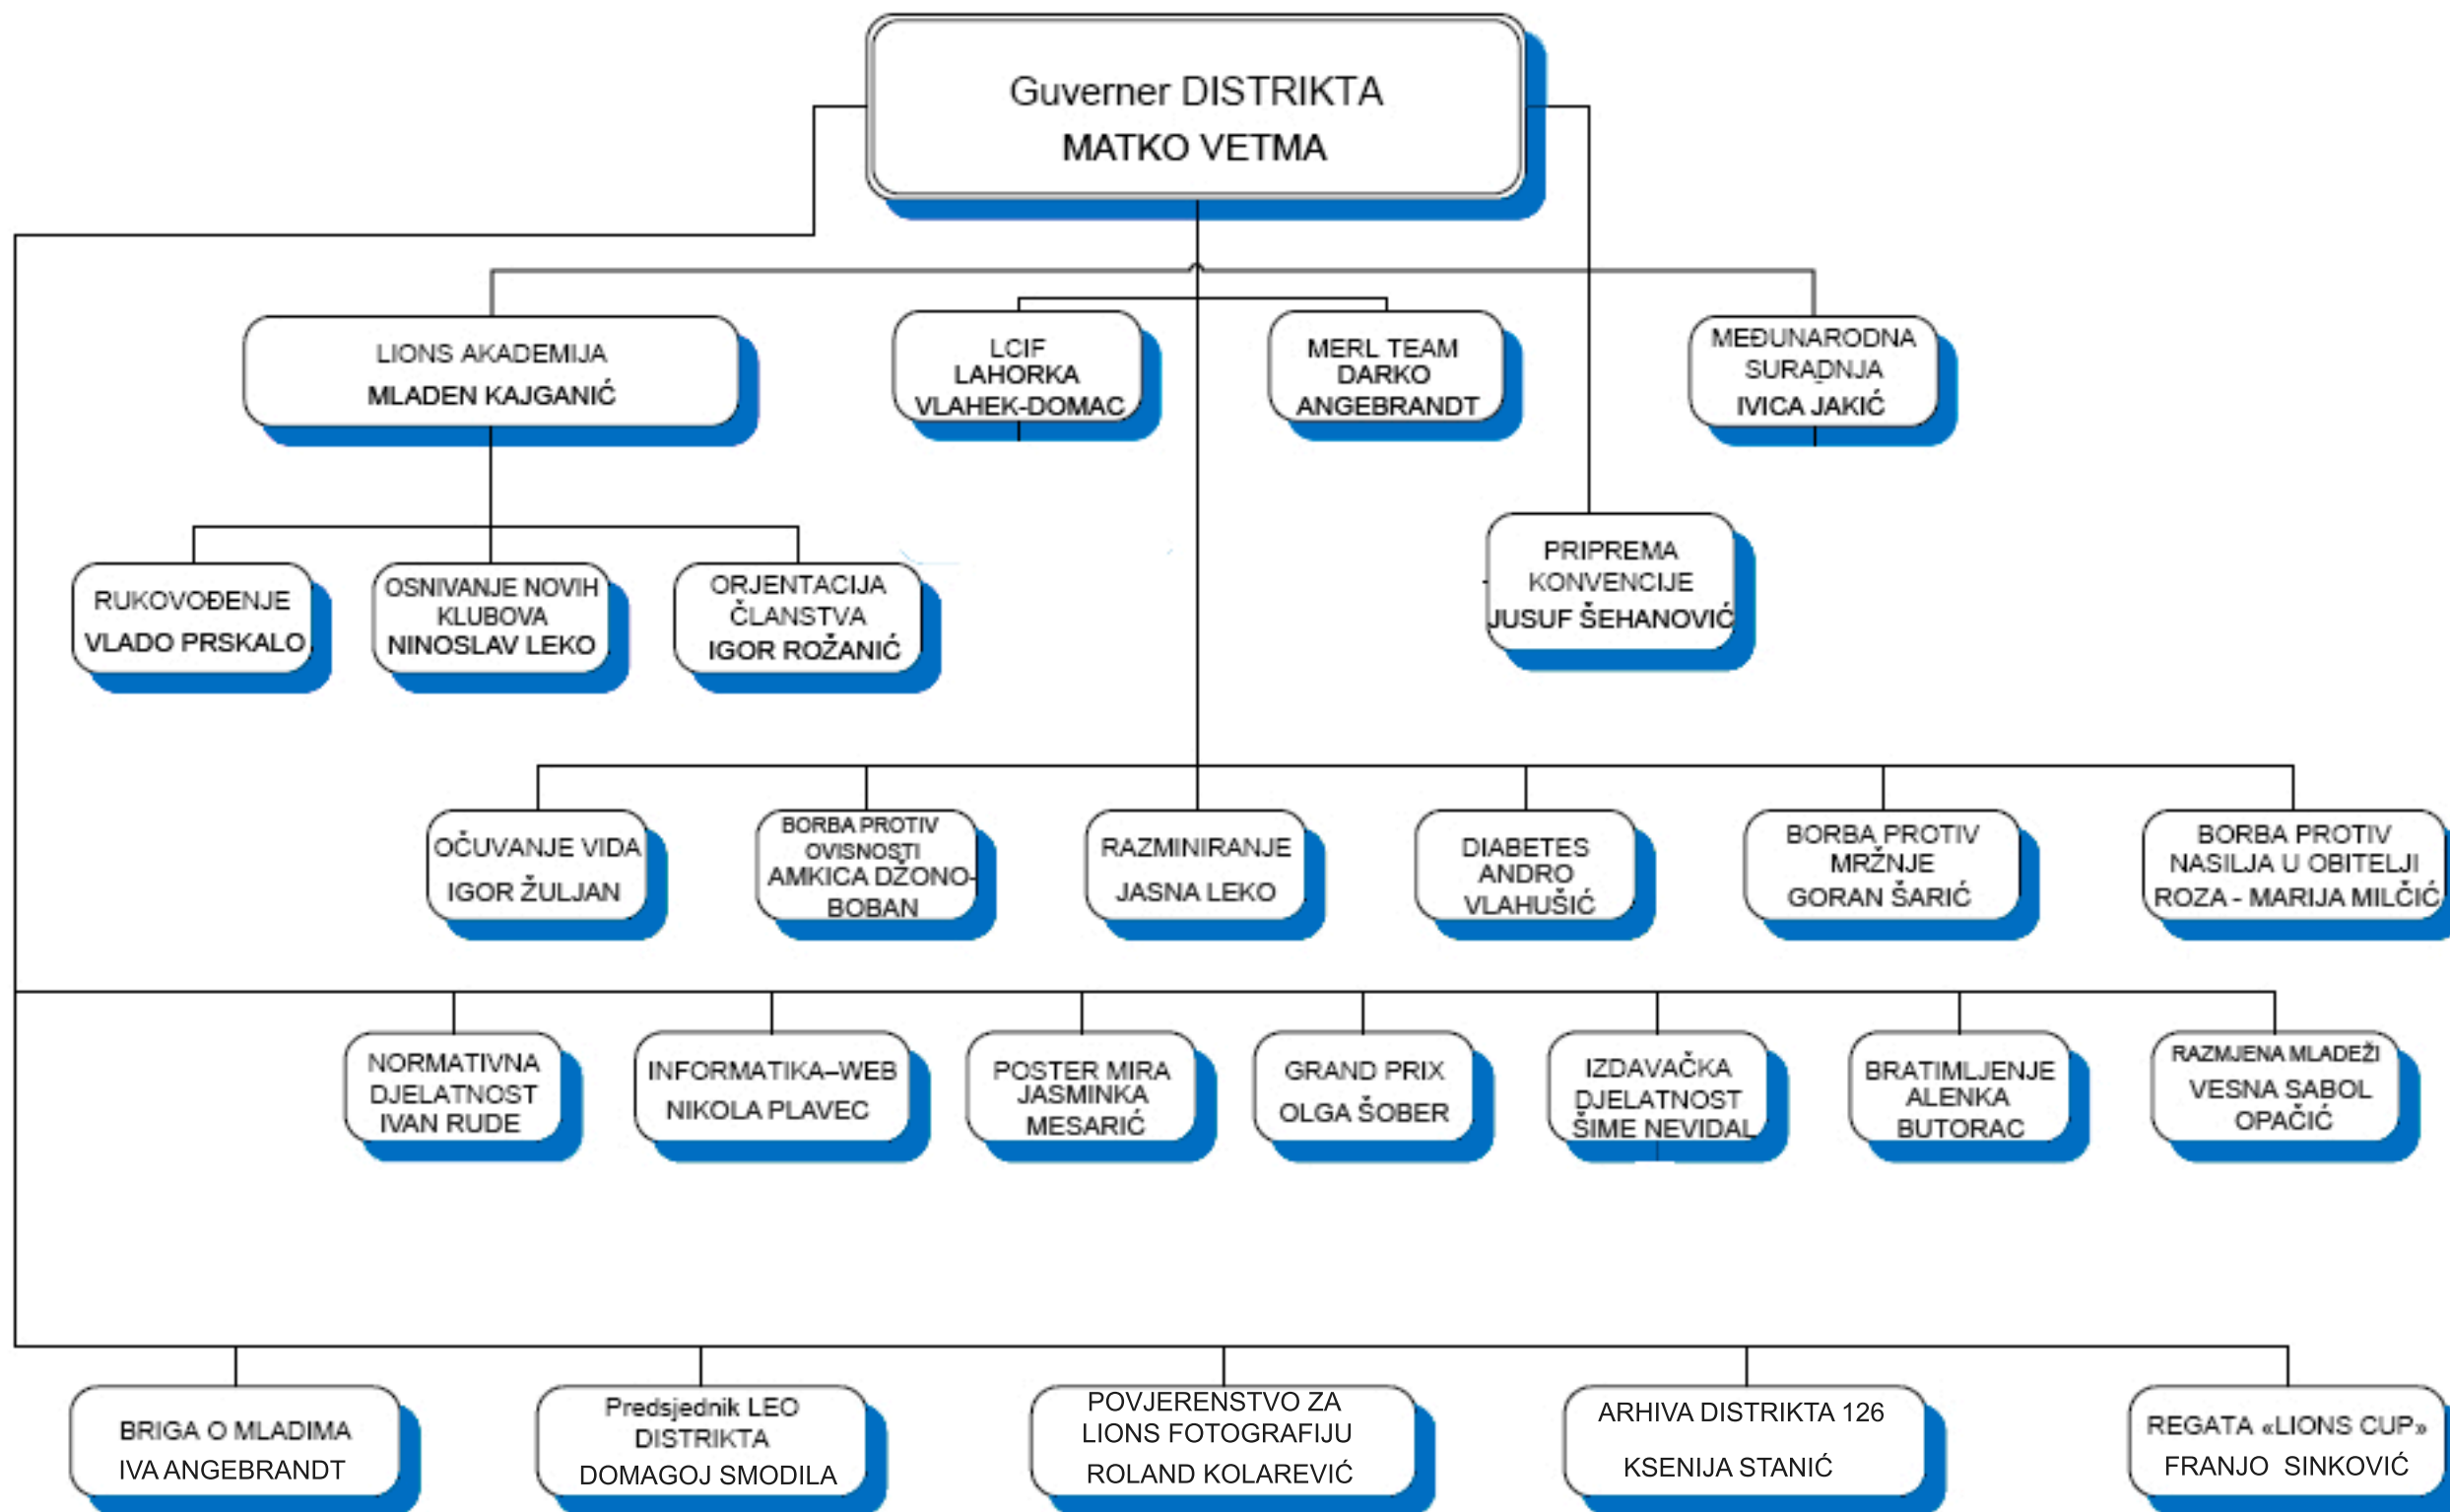 Guverner DISTRIKTA
MATKO VETMA
LIONS AKADEMIJA
MLADEN KAJGANIĆ
LCIF
LAHORKA
VLAHEK-DOMAC
MERL TEAM
DARKO
ANGEBRANDT
MEĐUNARODNA
SURADNJA
IVICA JAKIĆ
RUKOVOĐENJE
VLADO PRSKALO
OSNIVANJE NOVIH
KLUBOVA
NINOSLAV LEKO
ORJENTACIJA
ČLANSTVA
IGOR ROŽANIĆ
PRIPREMA
KONVENCIJE
JUSUF ŠEHANOVIĆ
OČUVANJE VIDA
IGOR ŽULJAN
BORBA PROTIV
OVISNOSTI
AMKICA DŽONO-
BOBAN
RAZMINIRANJE
JASNA LEKO
DIABETES
ANDRO
VLAHUŠIĆ
BORBA PROTIV
MRŽNJE
GORAN ŠARIĆ
BORBA PROTIV
NASILJA U OBITELJI
ROZA - MARIJA MILČIĆ
NORMATIVNA
DJELATNOST
IVAN RUDE
INFORMATIKA–WEB
NIKOLA PLAVEC
POSTER MIRA
JASMINKA
MESARIĆ
GRAND PRIX
OLGA ŠOBER
IZDAVAČKA
DJELATNOST
ŠIME NEVIDAL
BRATIMLJENJE
ALENKA
BUTORAC
RAZMJENA MLADEŽI
VESNA SABOL
OPAČIĆ
BRIGA O MLADIMA
IVA ANGEBRANDT
Predsjednik LEO
DISTRIKTA
DOMAGOJ SMODILA
POVJERENSTVO ZA
LIONS FOTOGRAFIJU
ROLAND KOLAREVIĆ
ARHIVA DISTRIKTA 126
KSENIJA STANIĆ
REGATA «LIONS CUP»
FRANJO SINKOVIĆ